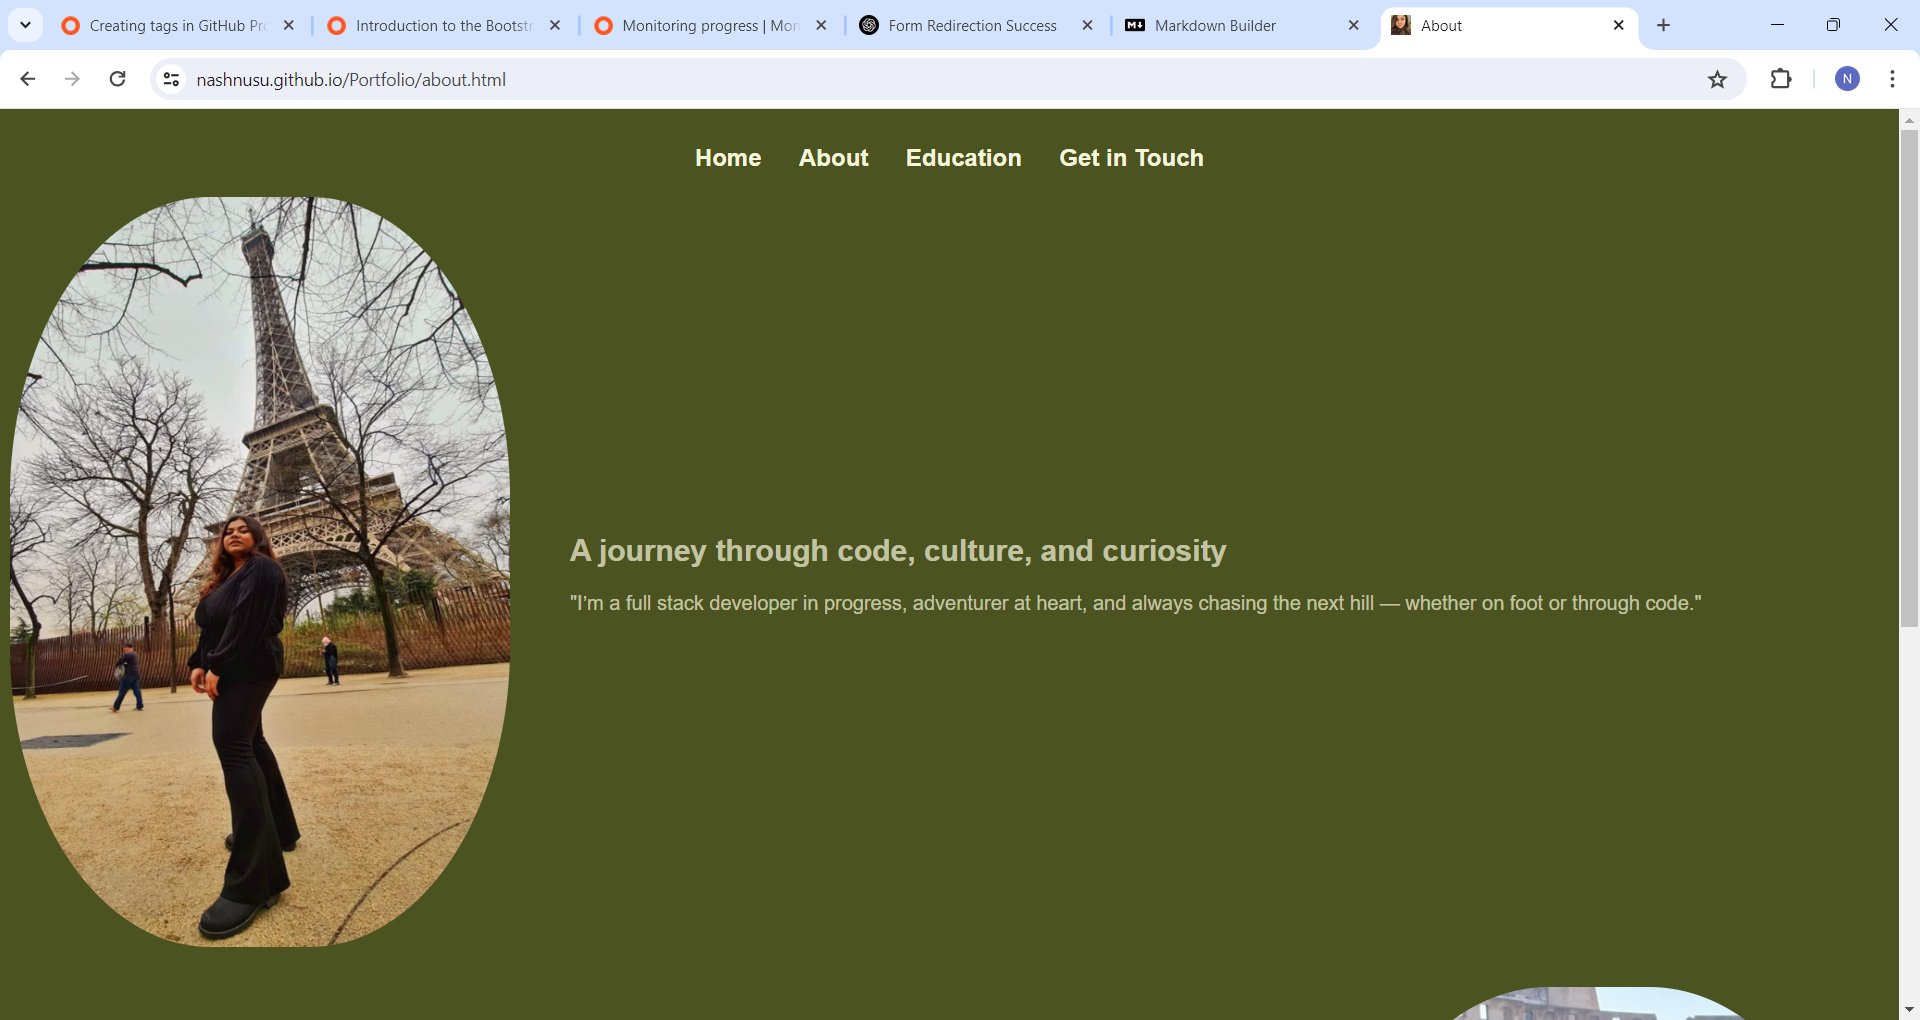 Creating tags in GitHub Pr
Introduction to the Bootst
Monitoring progress | Mon
Form Redirection Success
Markdown Builder
About
nashnusu.github.io/Portfolio/about.html
N
Home About Education Get in Touch
A journey through code, culture, and curiosity
"I’m a full stack developer in progress, adventurer at heart, and always chasing the next hill — whether on foot or through code."